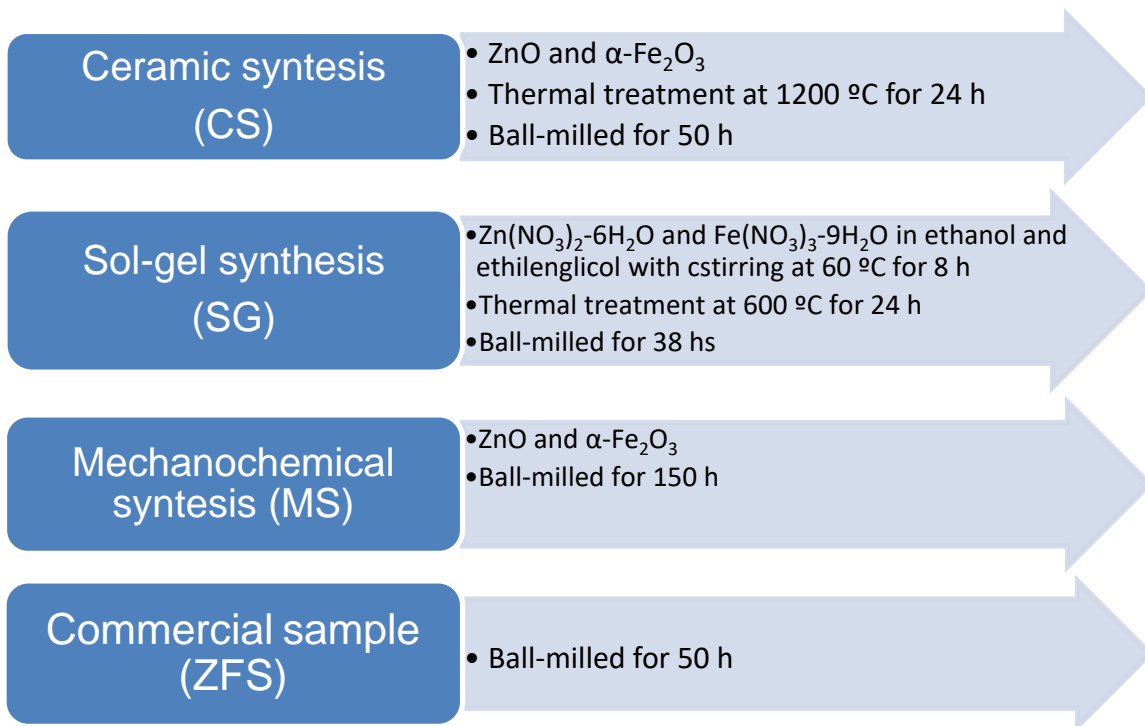 Ceramic syntesis
(CS)
• ZnO and α-Fe₂O₃
• Thermal treatment at 1200 ºC for 24 h
• Ball-milled for 50 h
Sol-gel synthesis
(SG)
•Zn(NO₃)₂-6H₂O and Fe(NO₃)₃-9H₂O in ethanol and
ethilenglicol with cstirring at 60 ºC for 8 h
•Thermal treatment at 600 ºC for 24 h
•Ball-milled for 38 hs
Mechanochemical
syntesis (MS)
•ZnO and α-Fe₂O₃
•Ball-milled for 150 h
Commercial sample
(ZFS)
• Ball-milled for 50 h